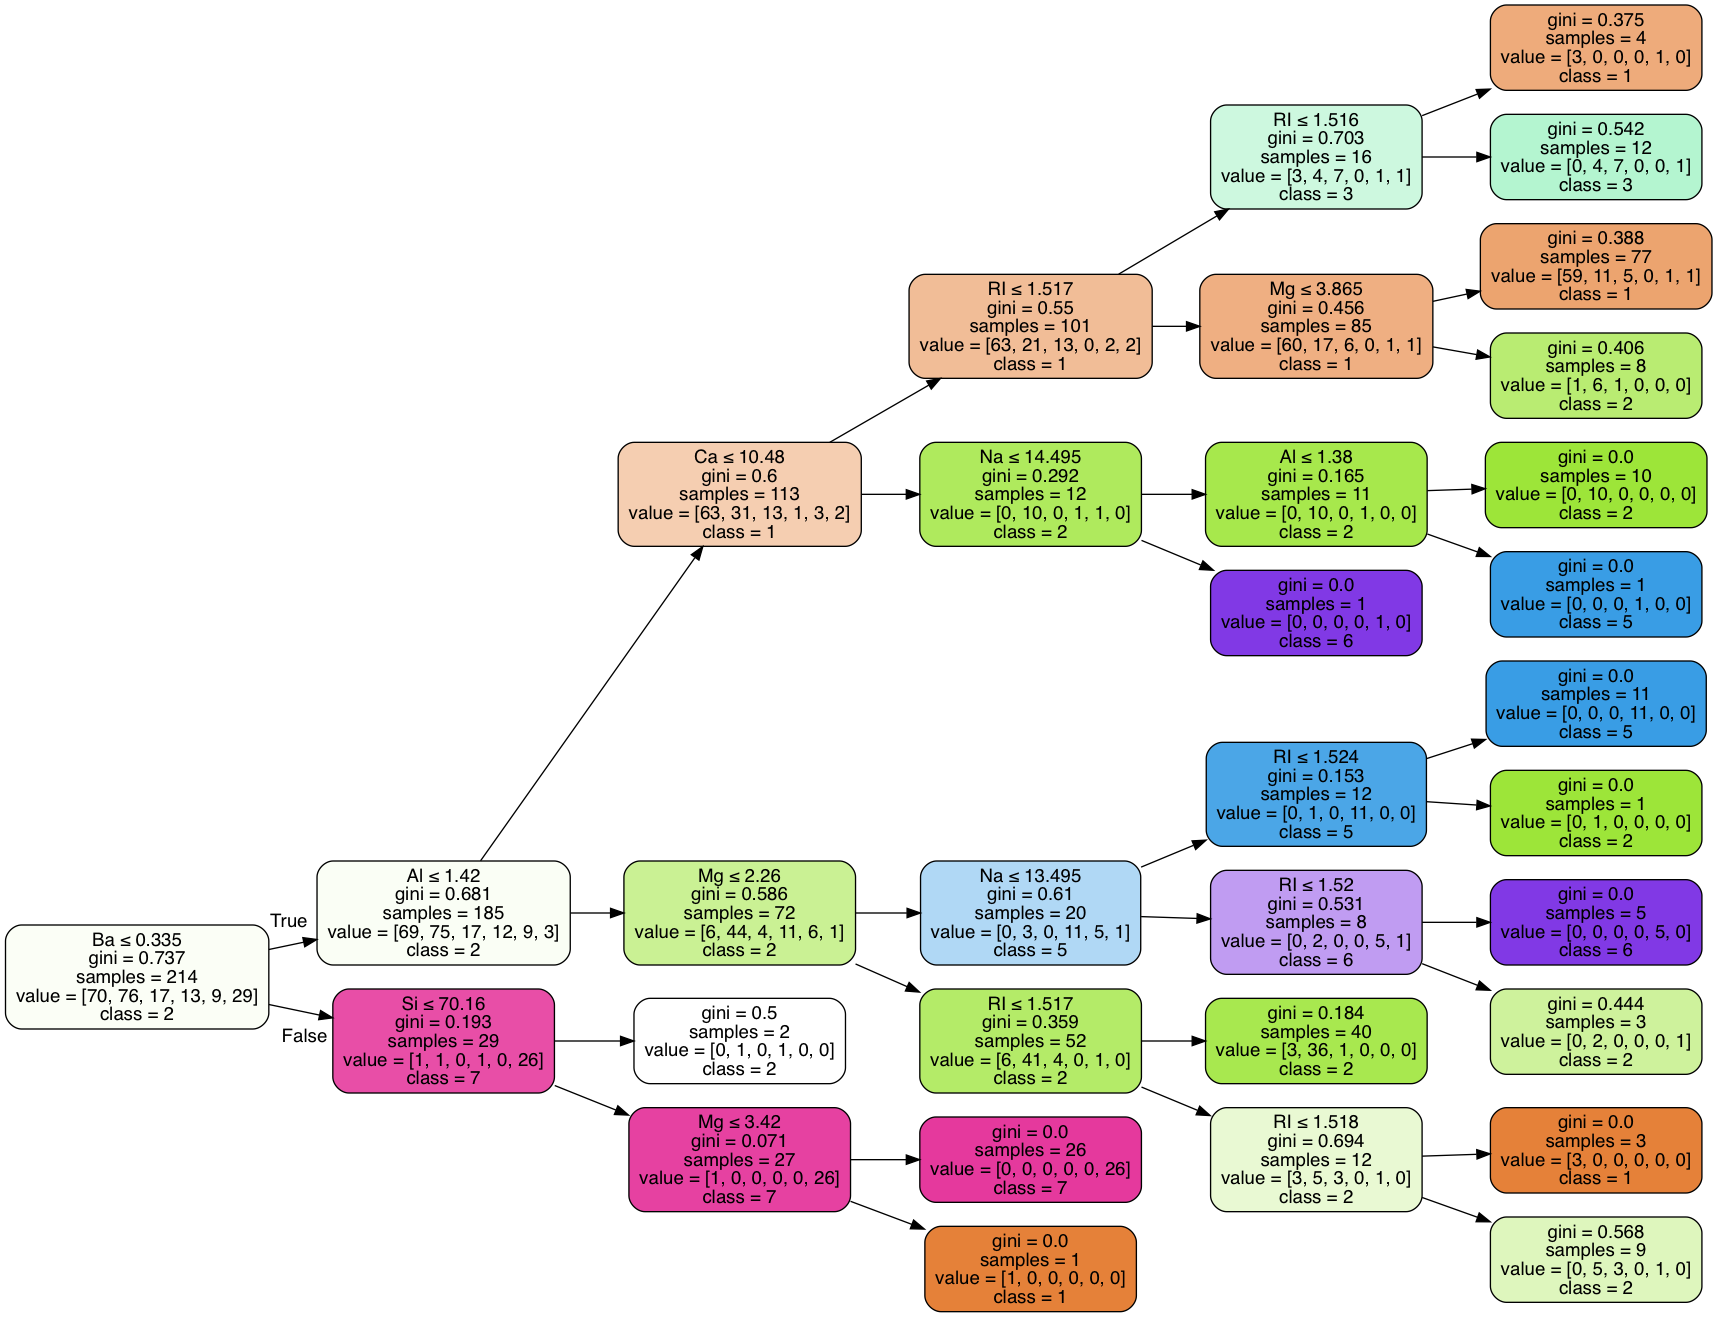 Ba ≤ 0.335
gini = 0.737
samples = 214
value = [70, 76, 17, 13, 9, 29]
class = 2
True
False
Al ≤ 1.42
gini = 0.681
samples = 185
value = [69, 75, 17, 12, 9, 3]
class = 2
Si ≤ 70.16
gini = 0.193
samples = 29
value = [1, 1, 0, 1, 0, 26]
class = 7
Ca ≤ 10.48
gini = 0.6
samples = 113
value = [63, 31, 13, 1, 3, 2]
class = 1
Mg ≤ 2.26
gini = 0.586
samples = 72
value = [6, 44, 4, 11, 6, 1]
class = 2
gini = 0.5
samples = 2
value = [0, 1, 0, 1, 0, 0]
class = 2
Mg ≤ 3.42
gini = 0.071
samples = 27
value = [1, 0, 0, 0, 0, 26]
class = 7
RI ≤ 1.517
gini = 0.55
samples = 101
value = [63, 21, 13, 0, 2, 2]
class = 1
Na ≤ 14.495
gini = 0.292
samples = 12
value = [0, 10, 0, 1, 1, 0]
class = 2
Na ≤ 13.495
gini = 0.61
samples = 20
value = [0, 3, 0, 11, 5, 1]
class = 5
RI ≤ 1.517
gini = 0.359
samples = 52
value = [6, 41, 4, 0, 1, 0]
class = 2
gini = 0.0
samples = 26
value = [0, 0, 0, 0, 0, 26]
class = 7
gini = 0.0
samples = 1
value = [1, 0, 0, 0, 0, 0]
class = 1
RI ≤ 1.516
gini = 0.703
samples = 16
value = [3, 4, 7, 0, 1, 1]
class = 3
Mg ≤ 3.865
gini = 0.456
samples = 85
value = [60, 17, 6, 0, 1, 1]
class = 1
Al ≤ 1.38
gini = 0.165
samples = 11
value = [0, 10, 0, 1, 0, 0]
class = 2
gini = 0.0
samples = 1
value = [0, 0, 0, 0, 1, 0]
class = 6
RI ≤ 1.524
gini = 0.153
samples = 12
value = [0, 1, 0, 11, 0, 0]
class = 5
RI ≤ 1.52
gini = 0.531
samples = 8
value = [0, 2, 0, 0, 5, 1]
class = 6
gini = 0.184
samples = 40
value = [3, 36, 1, 0, 0, 0]
class = 2
RI ≤ 1.518
gini = 0.694
samples = 12
value = [3, 5, 3, 0, 1, 0]
class = 2
gini = 0.375
samples = 4
value = [3, 0, 0, 0, 1, 0]
class = 1
gini = 0.542
samples = 12
value = [0, 4, 7, 0, 0, 1]
class = 3
gini = 0.388
samples = 77
value = [59, 11, 5, 0, 1, 1]
class = 1
gini = 0.406
samples = 8
value = [1, 6, 1, 0, 0, 0]
class = 2
gini = 0.0
samples = 10
value = [0, 10, 0, 0, 0, 0]
class = 2
gini = 0.0
samples = 1
value = [0, 0, 0, 1, 0, 0]
class = 5
gini = 0.0
samples = 11
value = [0, 0, 0, 11, 0, 0]
class = 5
gini = 0.0
samples = 1
value = [0, 1, 0, 0, 0, 0]
class = 2
gini = 0.0
samples = 5
value = [0, 0, 0, 0, 5, 0]
class = 6
gini = 0.444
samples = 3
value = [0, 2, 0, 0, 0, 1]
class = 2
gini = 0.0
samples = 3
value = [3, 0, 0, 0, 0, 0]
class = 1
gini = 0.568
samples = 9
value = [0, 5, 3, 0, 1, 0]
class = 2